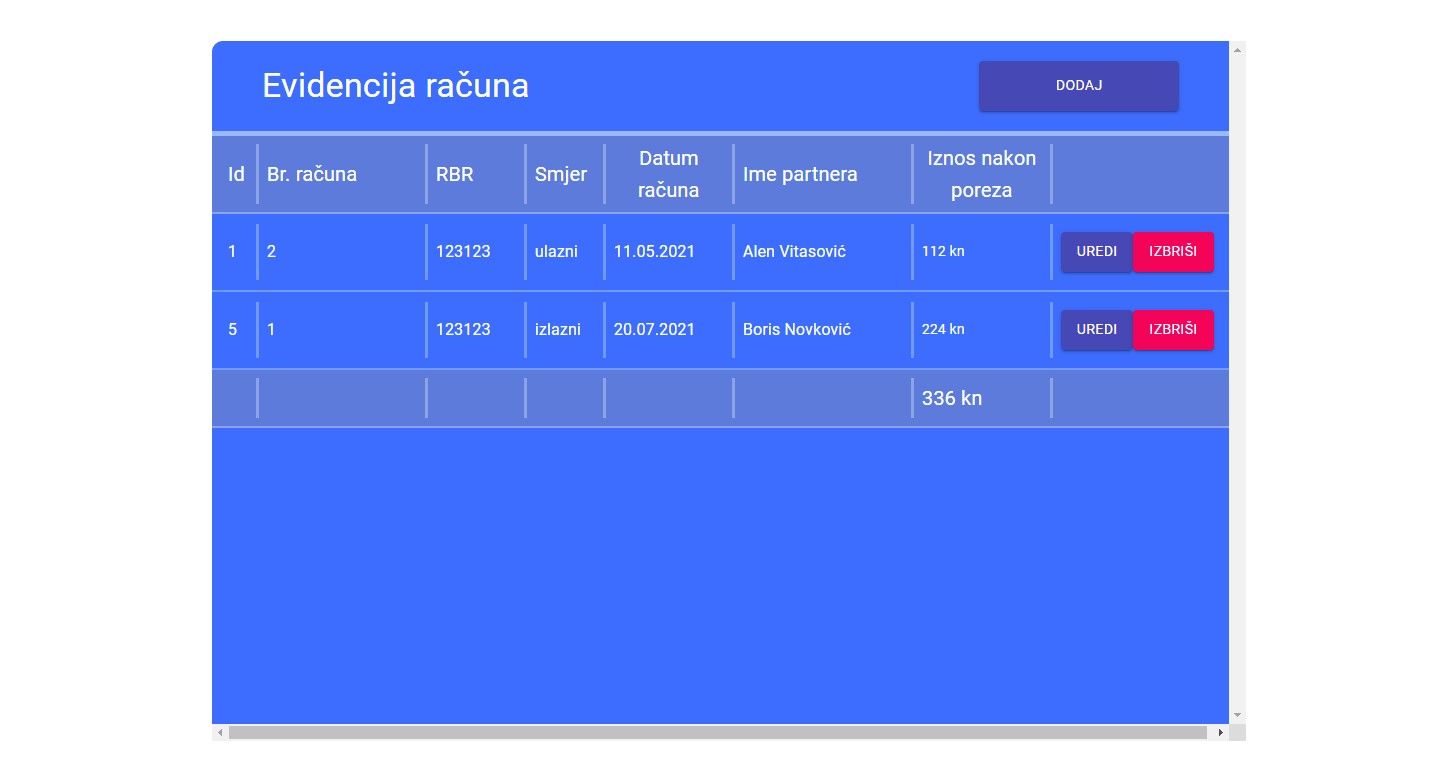 Evidencija računa
DODAJ
Id Br. računa RBR Smjer Datum računa Ime partnera Iznos nakon poreza
1 2 123123 ulazni 11.05.2021 Alen Vitasović 112 kn UREDI IZBRIŠI
5 1 123123 izlazni 20.07.2021 Boris Novković 224 kn UREDI IZBRIŠI
336 kn